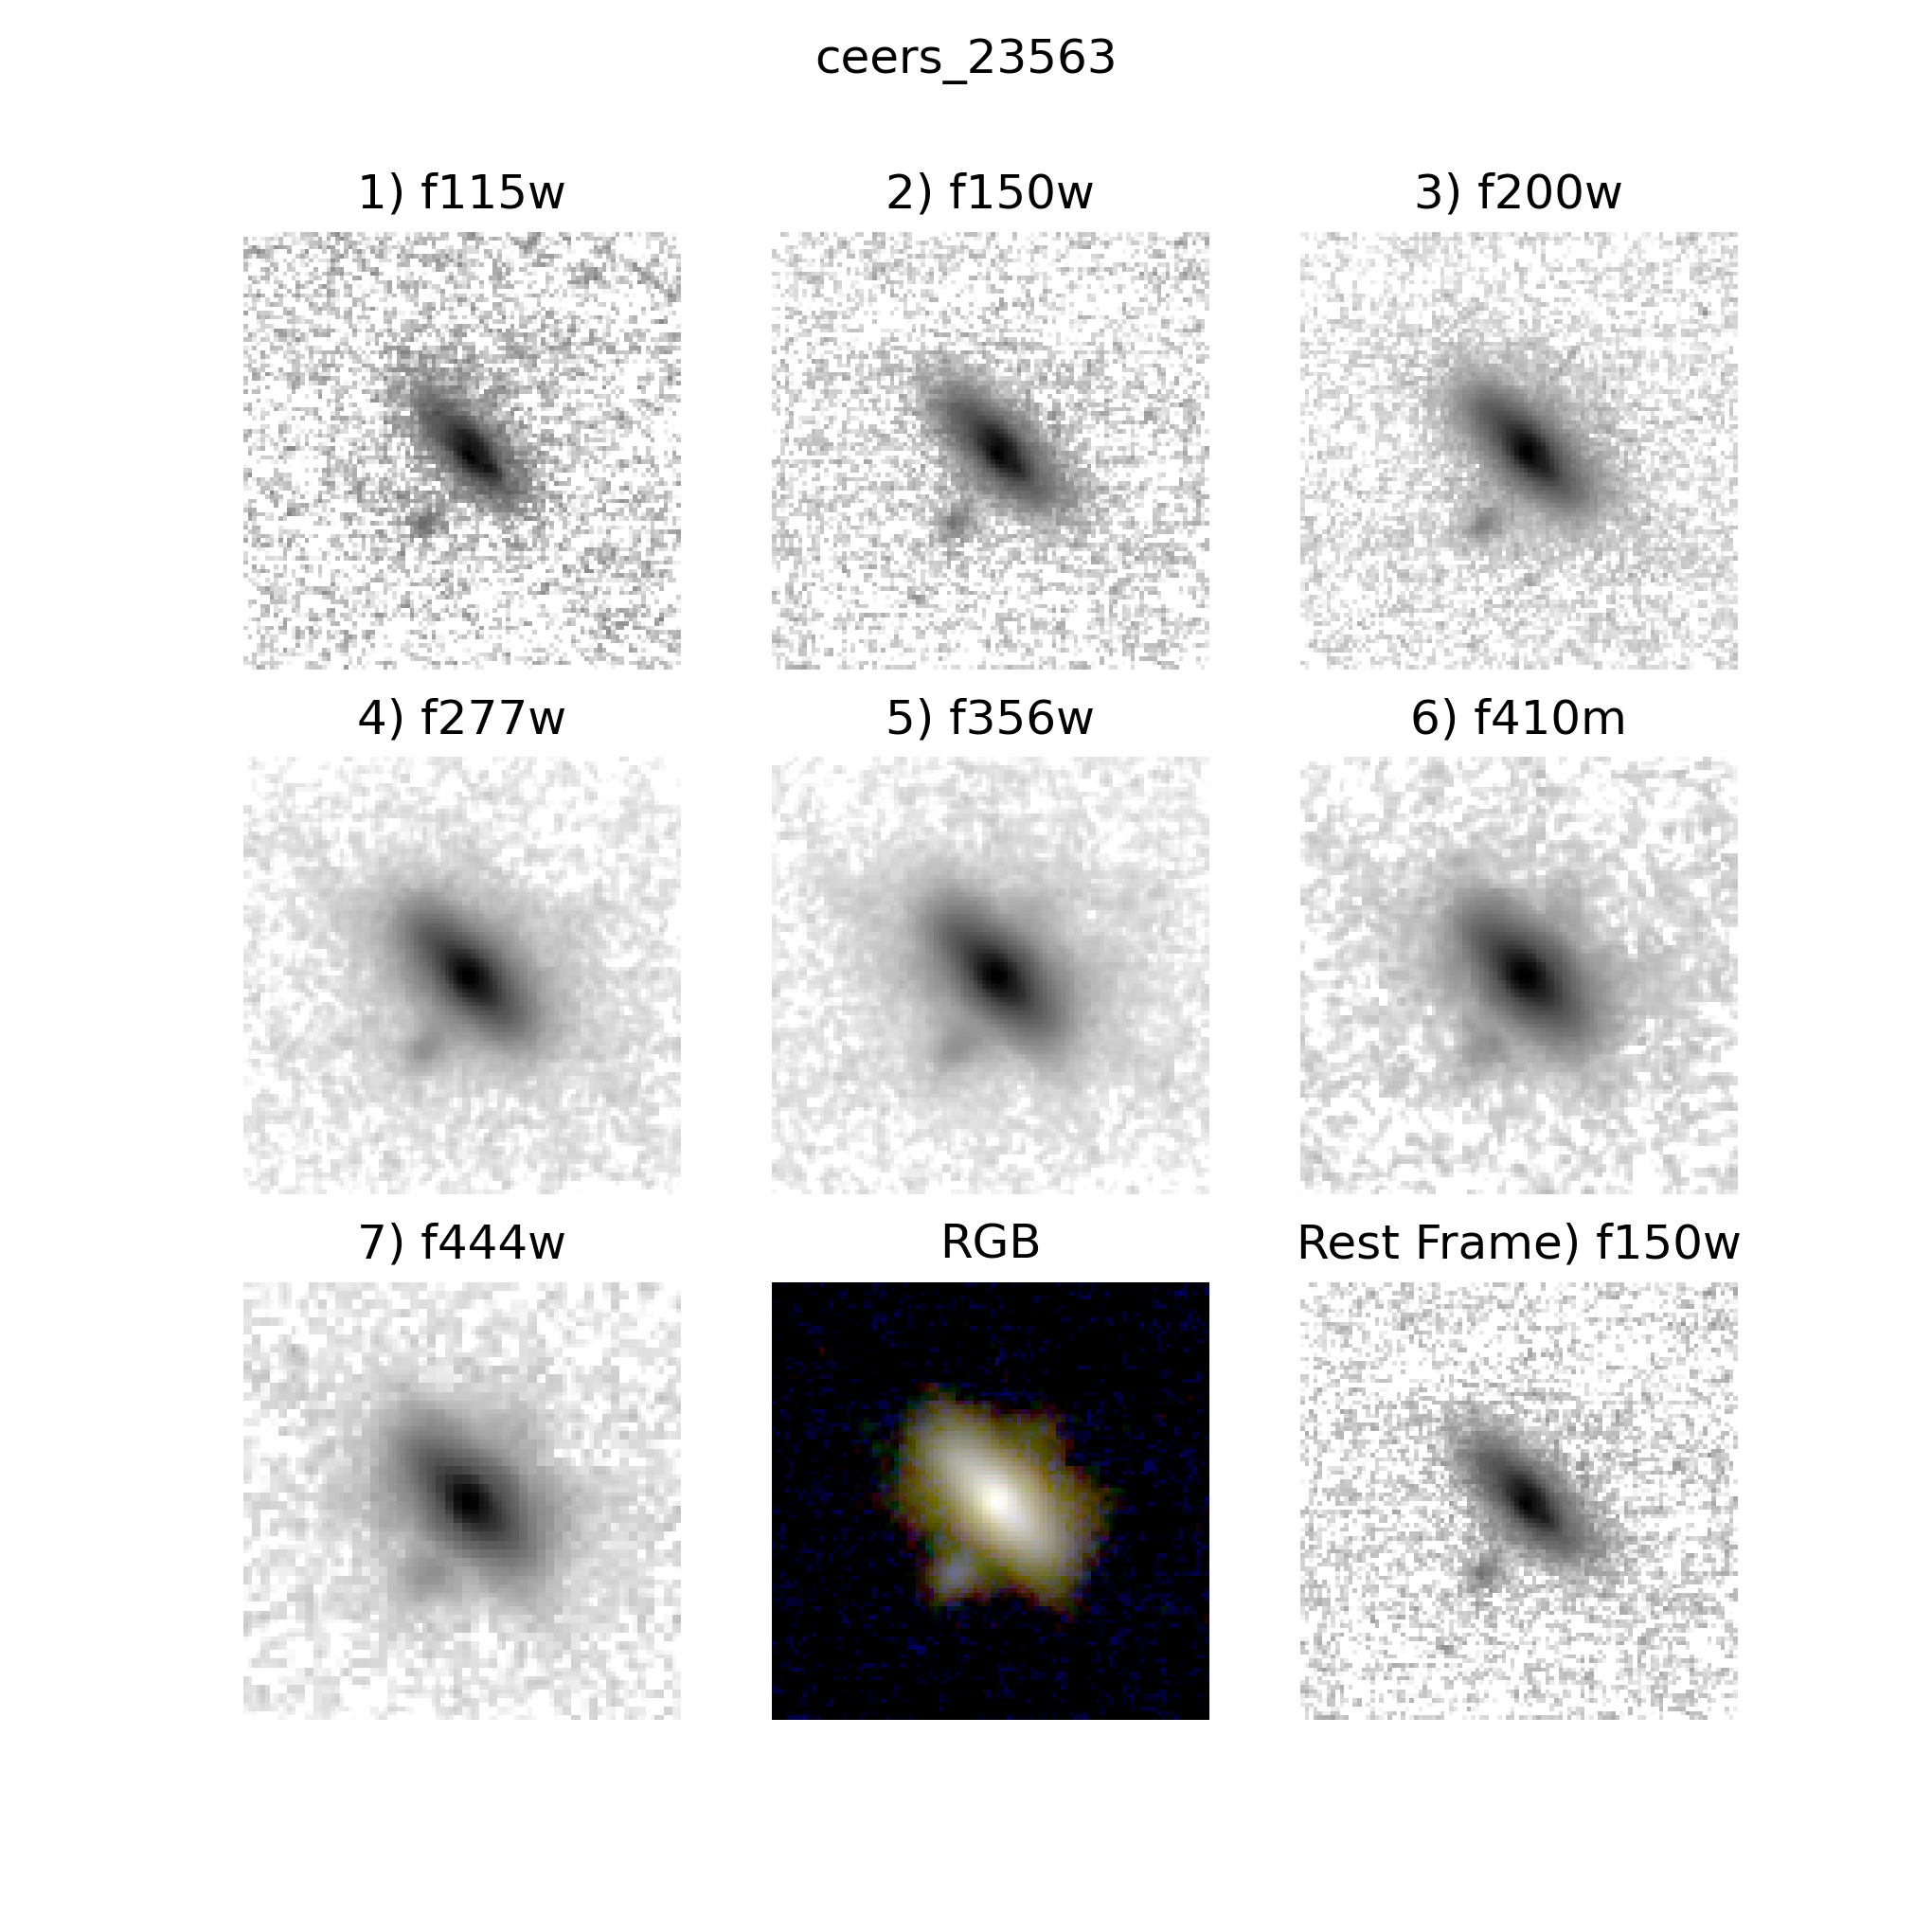 ceers_23563
1) f115w
2) f150w
3) f200w
4) f277w
5) f356w
6) f410m
7) f444w
RGB
Rest Frame) f150w